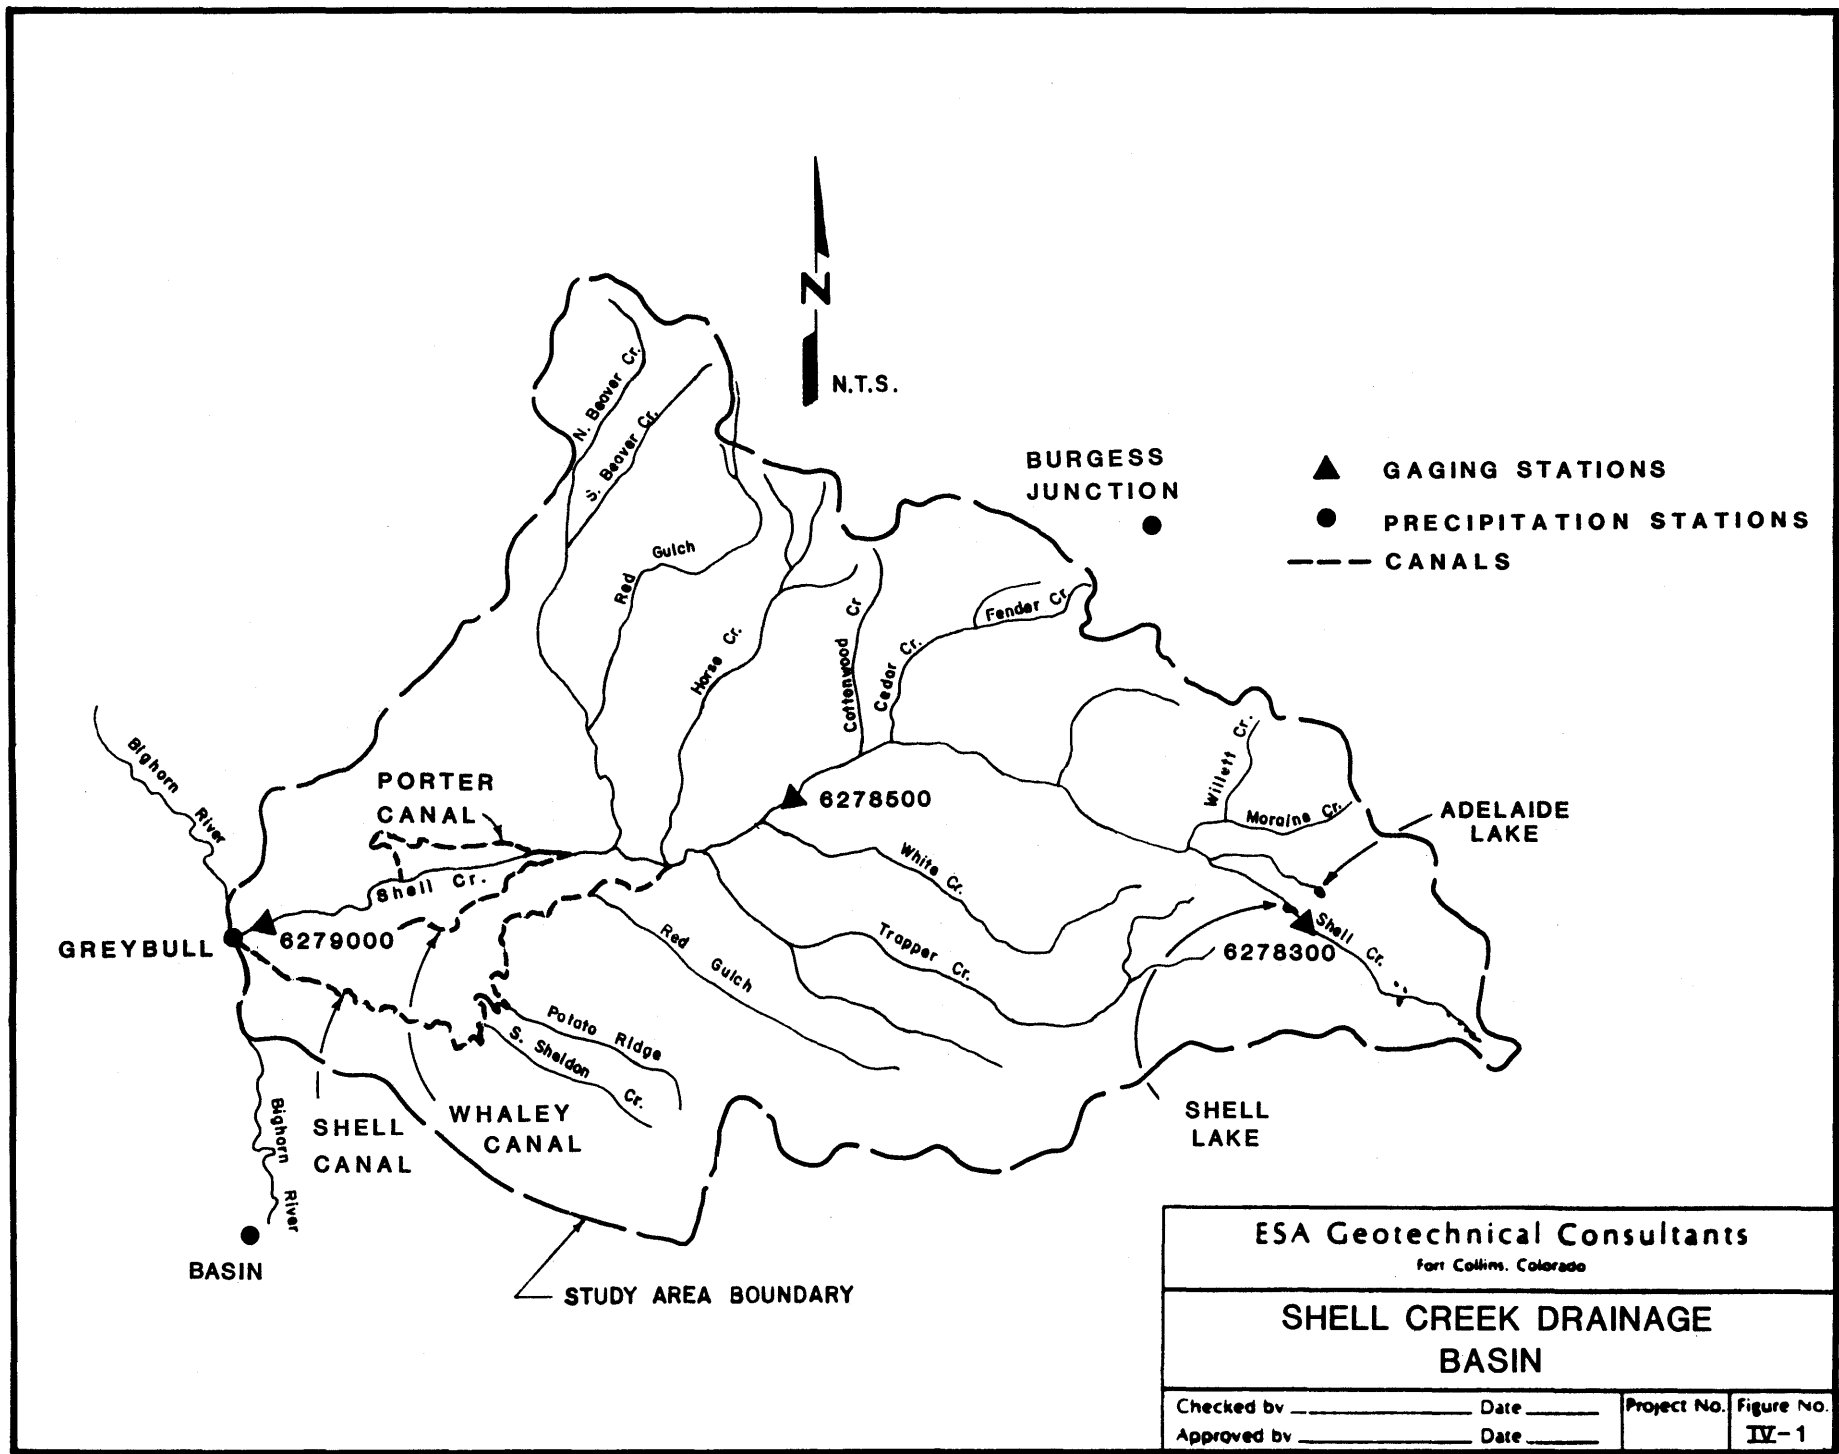 N
N.T.S.
N. Beaver Cr.
S. Beaver Cr.
BURGESS
JUNCTION
GAGING STATIONS
PRECIPITATION STATIONS
CANALS
Red Gulch
Horse Cr.
Cottonwood Cr
Cedar Cr.
Fender Cr
Willett Cr.
Moraine Cr.
ADELAIDE
LAKE
Bighorn River
PORTER
CANAL
6278500
Shell Cr.
White Cr.
GREYBULL
6279000
Red Gulch
Trapper Cr.
Shell Cr.
6278300
Potato Ridge
S. Sheldon Cr.
Bighorn River
SHELL
CANAL
WHALEY
CANAL
SHELL
LAKE
BASIN
STUDY AREA BOUNDARY
ESA Geotechnical Consultants
Fort Collins, Colorado
SHELL CREEK DRAINAGE
BASIN
Checked by Date
Approved by Date
Project No.
Figure No.
IV-1